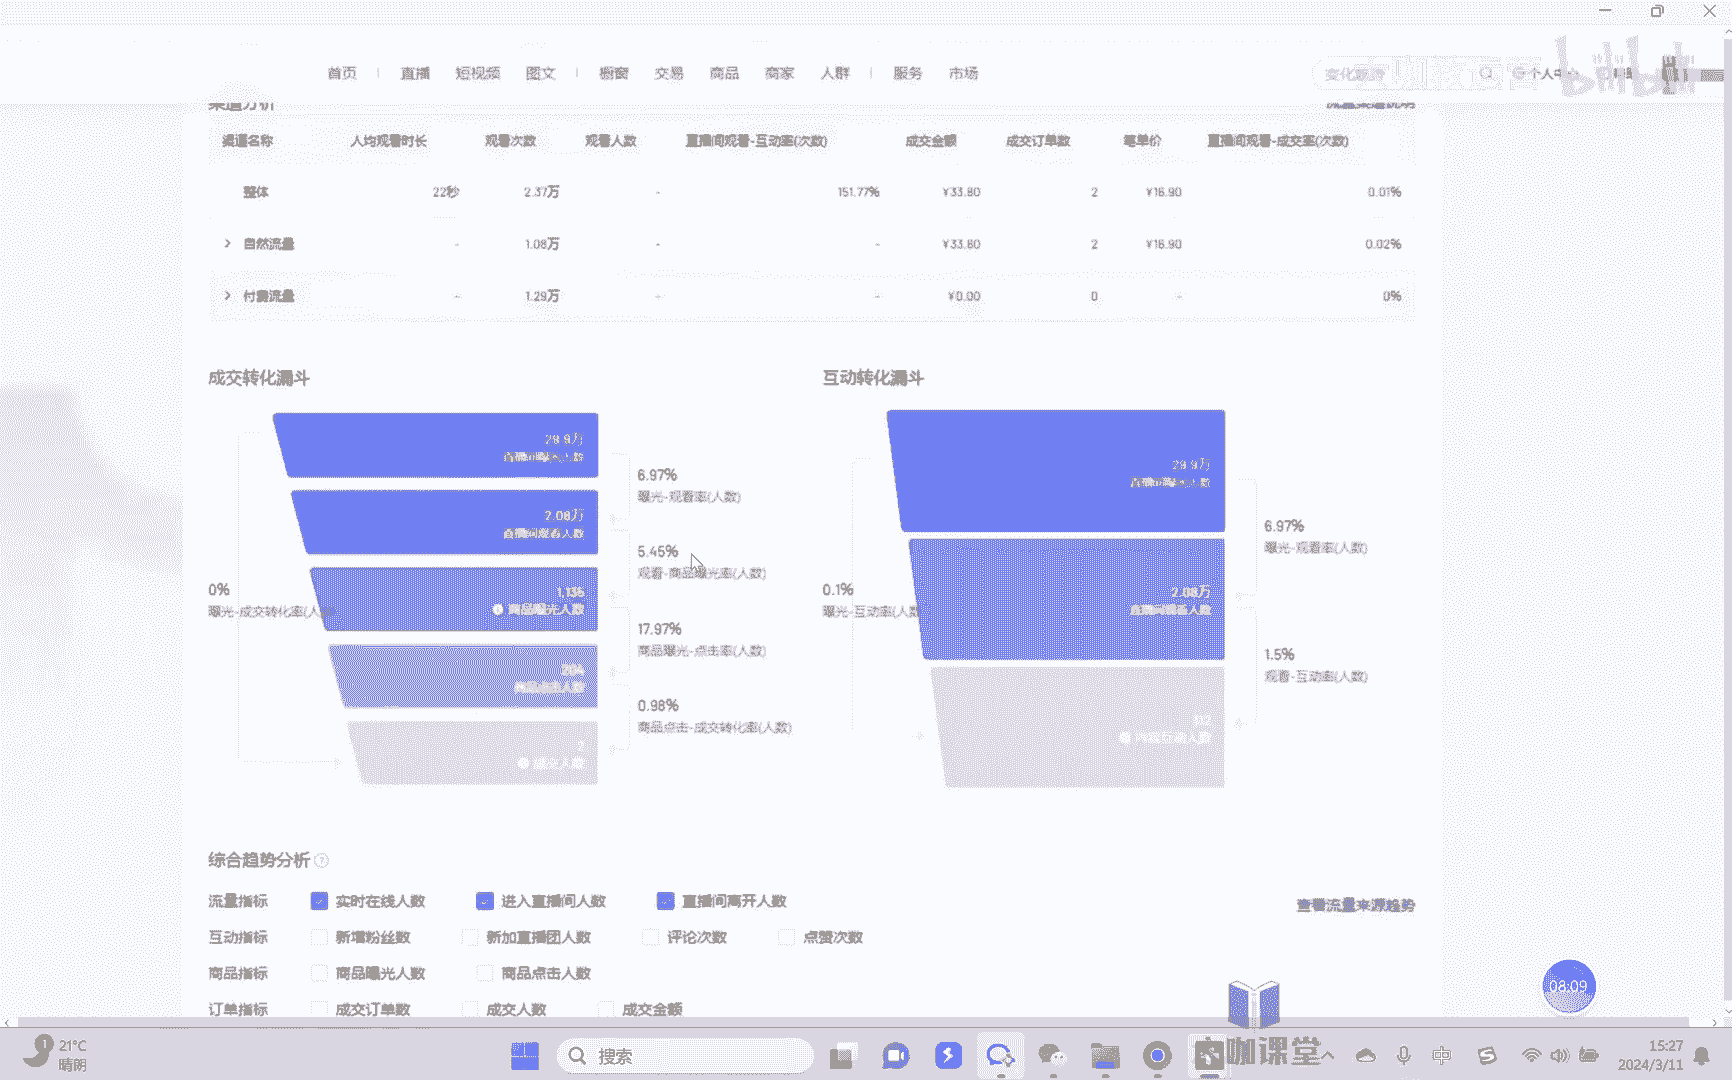 首页 直播 短视频 图文 橱窗 交易 商品 商家 人群 服务 市场
bilibili
渠道分析
渠道名称 人均观看时长 观看次数 观看人数 直播间观看-互动率(次数) 成交金额 成交订单数 笔单价 直播间观看-成交率(次数)
整体 22秒 2.37万 - 151.77% ¥33.80 2 ¥16.90 0.01%
自然流量 - 1.08万 - - ¥33.80 2 ¥16.90 0.02%
付费流量 - 1.29万 - - ¥0.00 0 - 0%
成交转化漏斗
29.9万
直播间曝光人数
2.08万
直播间观看人数
1,136
商品曝光人数
204
商品点击人数
2
成交人数
6.97%
曝光-观看率(人数)
5.45%
观看-商品曝光率(人数)
17.97%
商品曝光-点击率(人数)
0.98%
商品点击-成交转化率(人数)
0%
曝光-成交转化率(人
互动转化漏斗
29.9万
直播间曝光人数
2.08万
直播间观看人数
6.97%
曝光-观看率(人数)
1.5%
观看-互动率(人数)
0.1%
曝光-互动率(人数
综合趋势分析
流量指标 实时在线人数 进入直播间人数 直播间离开人数 查看流量来源趋势
互动指标 新增粉丝数 新加直播团人数 评论次数 点赞次数
商品指标 商品曝光人数 商品点击人数
订单指标 成交订单数 成交人数 成交金额
08:09
大咖课堂
1
21°C
晴朗
搜索
中
15:27
2024/3/11